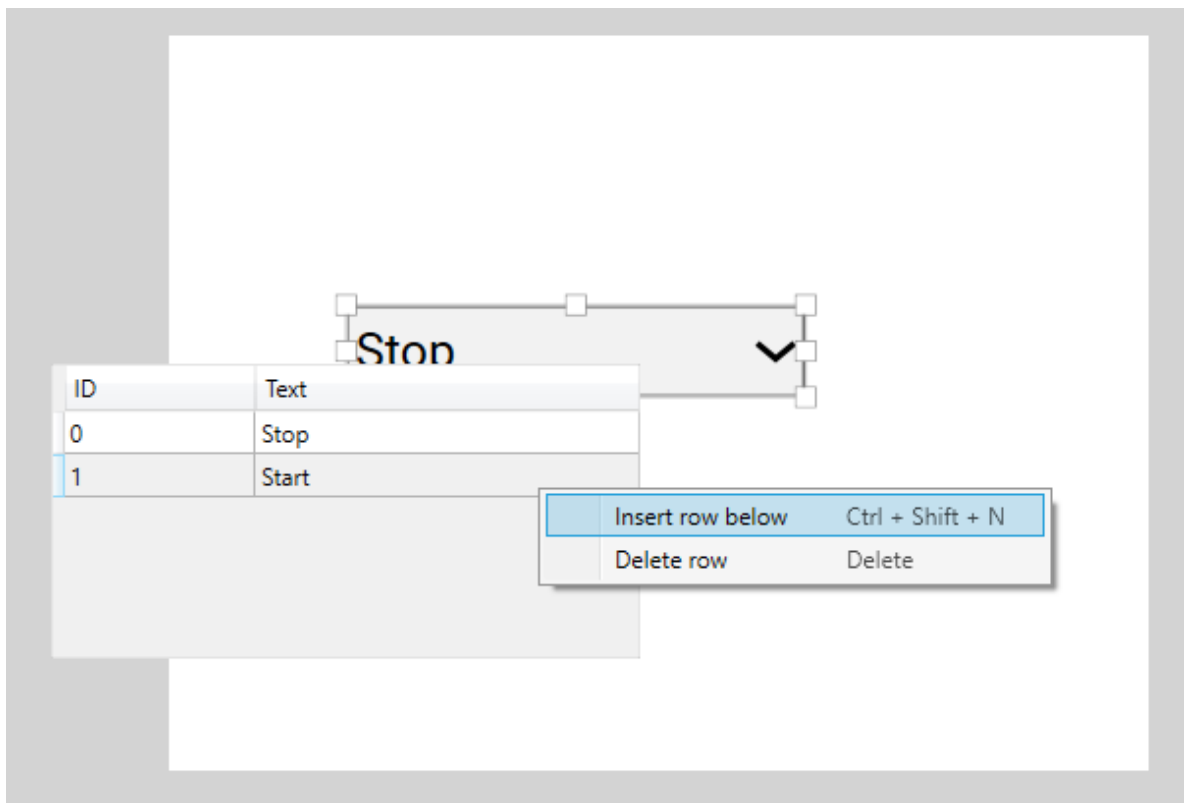 Stop
ID Text
0 Stop
1 Start
Insert row below Ctrl + Shift + N
Delete row Delete